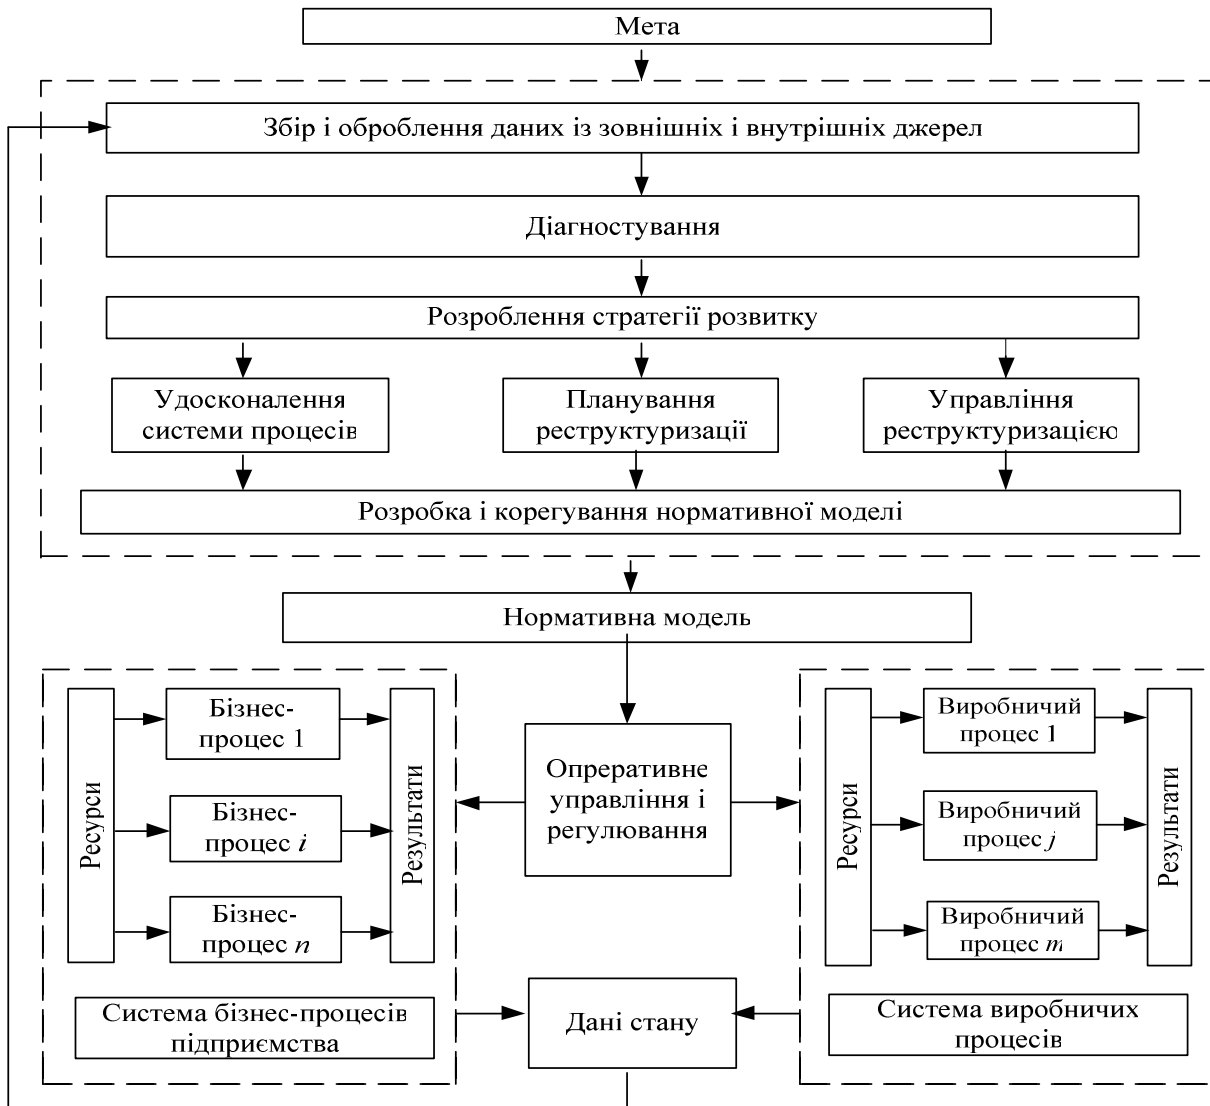 Мета
Збір і оброблення даних із зовнішніх і внутрішніх джерел
Діагностування
Розроблення стратегії розвитку
Удосконалення
системи процесів
Планування
реструктуризації
Управління
реструктуризацією
Розробка і корегування нормативної моделі
Нормативна модель
Ресурси
Бізнес-
процес 1
Бізнес-
процес i
Бізнес-
процес n
Результати
Система бізнес-процесів
підприємства
Опреративне
управління і
регулювання
Дані стану
Ресурси
Виробничий
процес 1
Виробничий
процес j
Виробничий
процес m
Результати
Система виробничих
процесів